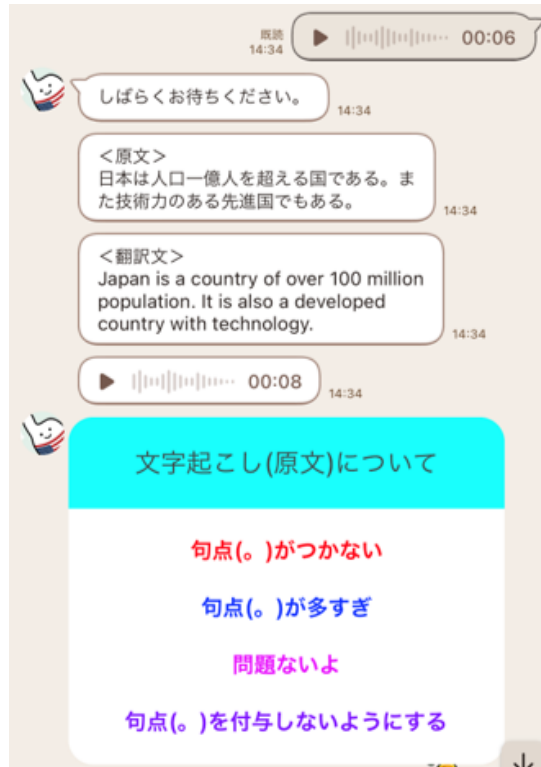 00:06
既読
14:34
しばらくお待ちください。
14:34
＜原文＞
日本は人口一億人を超える国である。ま
た技術力のある先進国でもある。
14:34
＜翻訳文＞
Japan is a country of over 100 million
population. It is also a developed
country with technology.
14:34
00:08
14:34
文字起こし(原文)について
句点(。)がつかない
句点(。)が多すぎ
問題ないよ
句点(。)を付与しないようにする